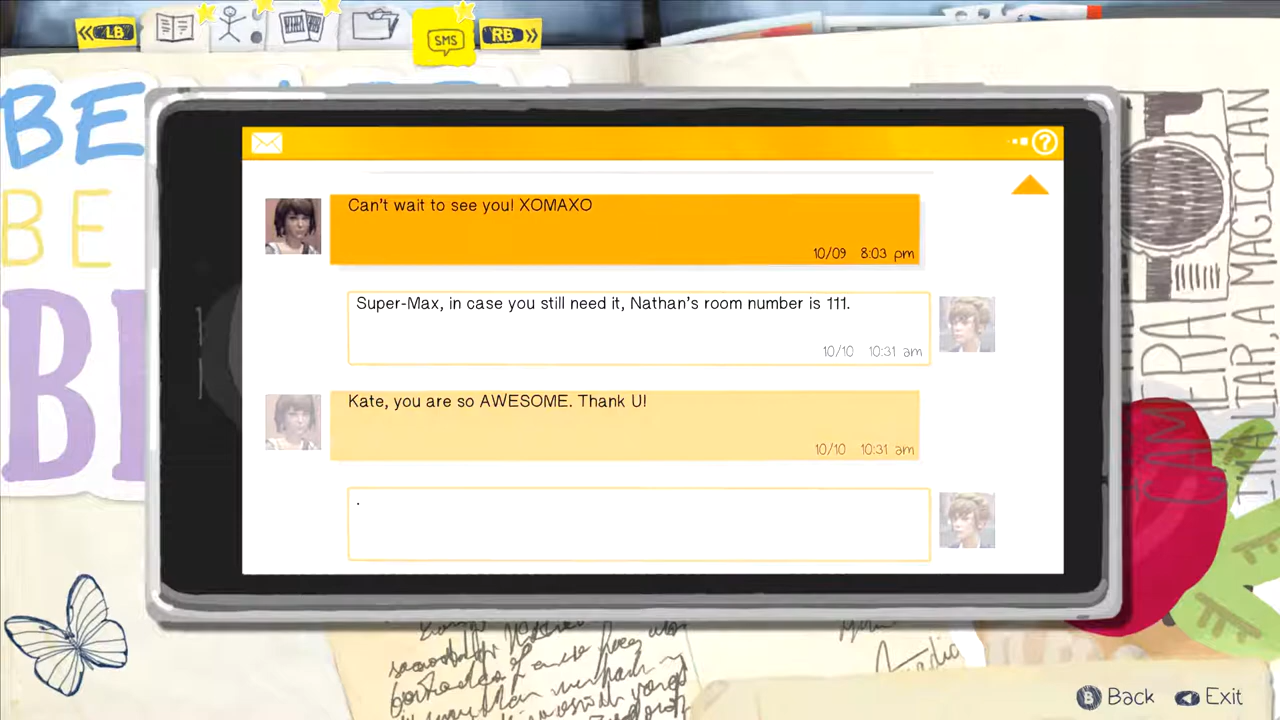 «LB
SMS
RB»
BE
BE
Can't wait to see you! XOMAXO
10/09 8:03 pm
Super-Max, in case you still need it, Nathan's room number is 111.
10/10 10:31 am
Kate, you are so AWESOME. Thank U!
10/10 10:31 am
.
?
A MAGICIAN
B Back
Exit